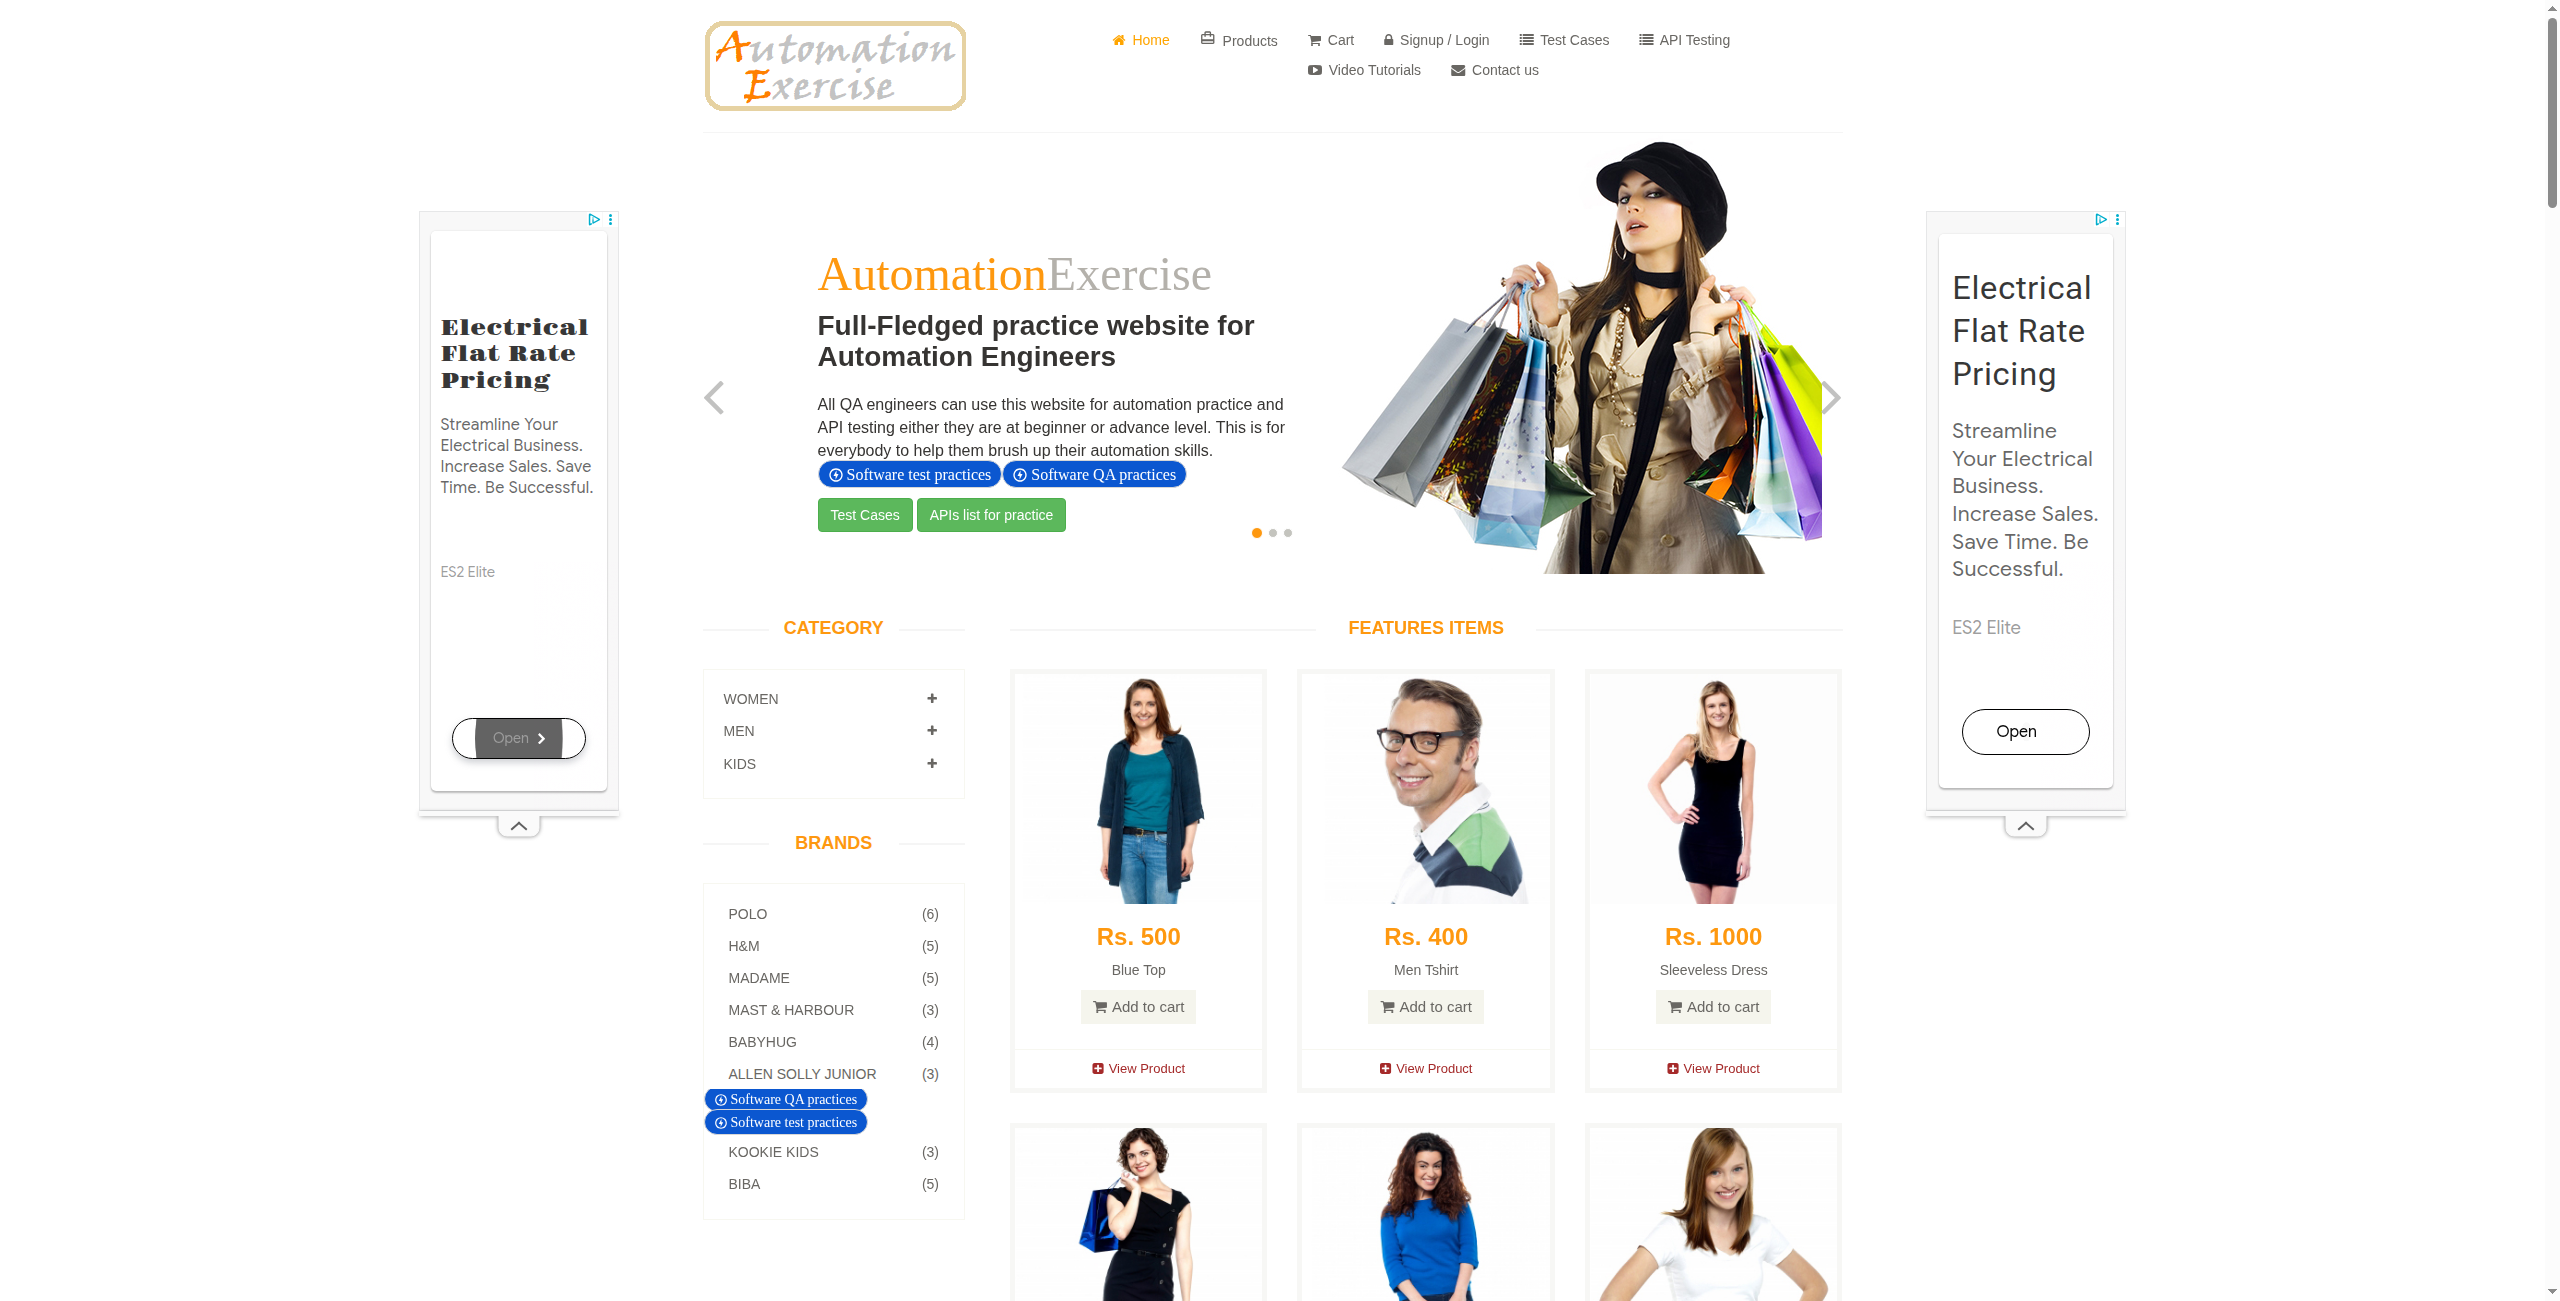 Automation
Exercise
Home
Products
Cart
Signup / Login
Test Cases
API Testing
Video Tutorials
Contact us
Electrical
Flat Rate
Pricing
Streamline Your
Electrical Business.
Increase Sales. Save
Time. Be Successful.
ES2 Elite
Open
AutomationExercise
Full-Fledged practice website for
Automation Engineers
All QA engineers can use this website for automation practice and
API testing either they are at beginner or advance level. This is for
everybody to help them brush up their automation skills.
Software test practices
Software QA practices
Test Cases
APIs list for practice
Electrical
Flat Rate
Pricing
Streamline
Your Electrical
Business.
Increase Sales.
Save Time. Be
Successful.
ES2 Elite
Open
CATEGORY
WOMEN
MEN
KIDS
BRANDS
POLO (6)
H&M (5)
MADAME (5)
MAST & HARBOUR (3)
BABYHUG (4)
ALLEN SOLLY JUNIOR (3)
Software QA practices
Software test practices
KOOKIE KIDS (3)
BIBA (5)
FEATURES ITEMS
Rs. 500
Blue Top
Add to cart
View Product
Rs. 400
Men Tshirt
Add to cart
View Product
Rs. 1000
Sleeveless Dress
Add to cart
View Product